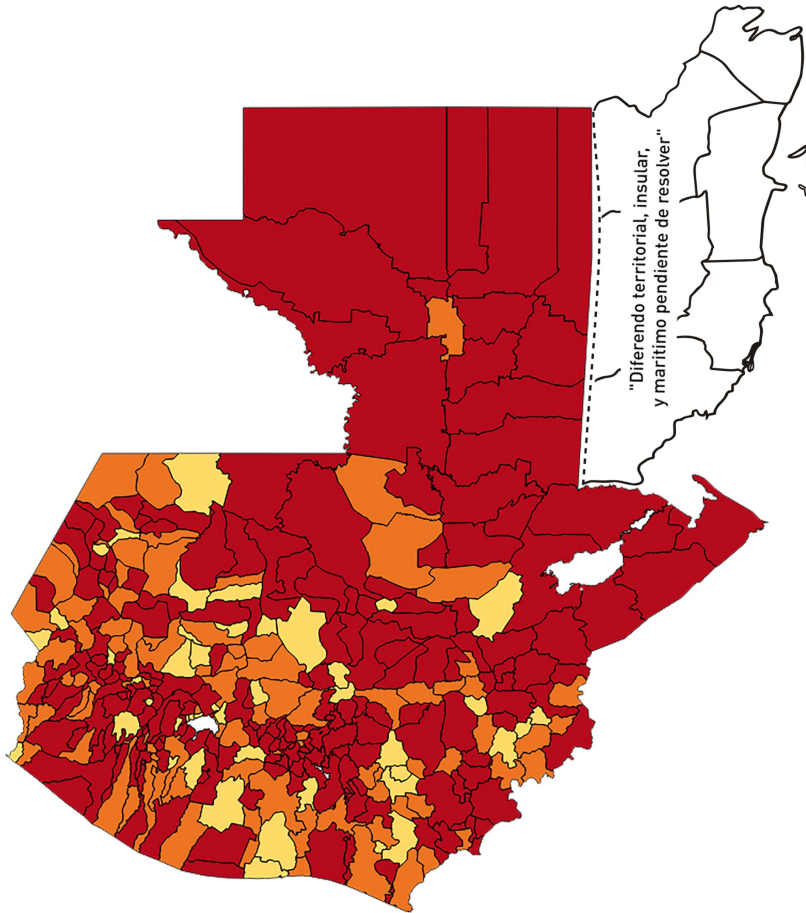 "Diferendo territorial, insular,
y marítimo pendiente de resolver"